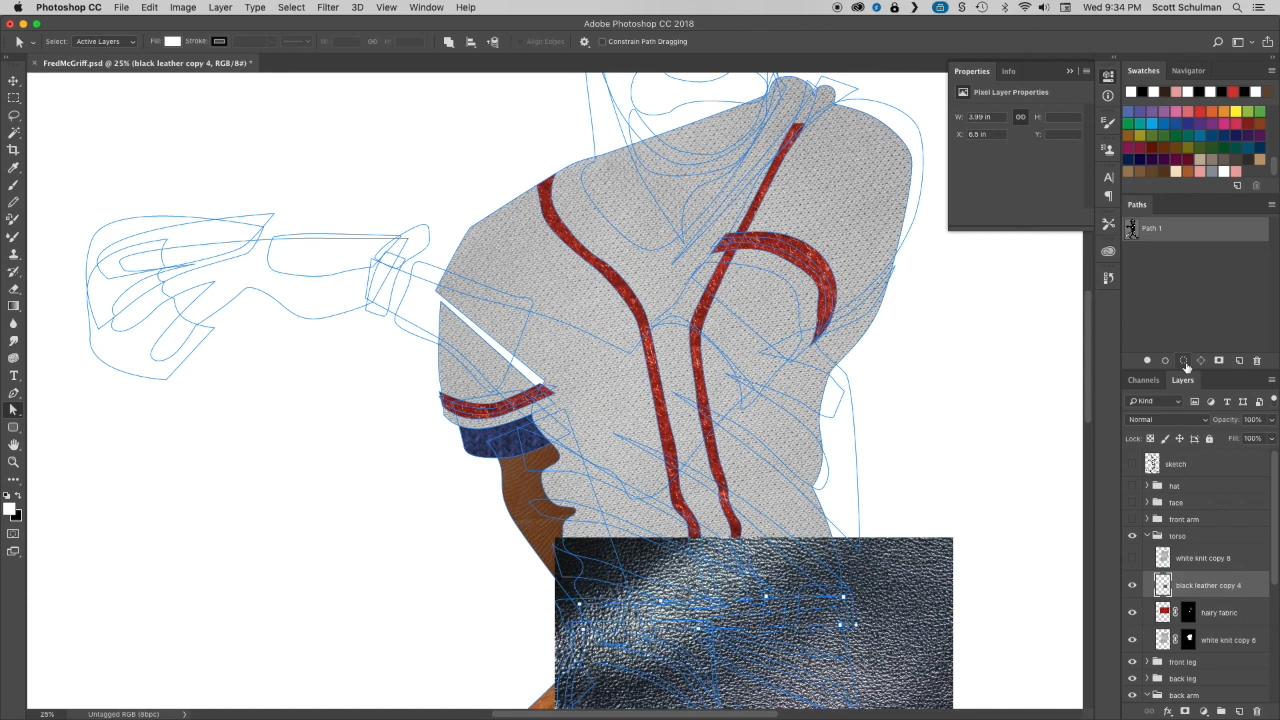 Photoshop CC File Edit Image Layer Type Select Filter 3D View Window Help Wed 9:34 PM Scott Schulman
Adobe Photoshop CC 2018
Select: Active Layers Fill: Stroke: W: H: Align Edges Constrain Path Dragging
FredMcGriff.psd @ 25% (black leather copy 4, RGB/8#) *
Properties Info
Pixel Layer Properties
W: 3.99 in H:
X: 6.5 in Y:
Swatches Navigator
Paths
Path 1
Channels Layers
Kind
Normal Opacity: 100%
Lock: Fill: 100%
sketch
hat
face
front arm
torso
white knit copy 8
black leather copy 4
hairy fabric
white knit copy 6
front leg
back leg
back arm
25% Untagged RGB (8bpc)